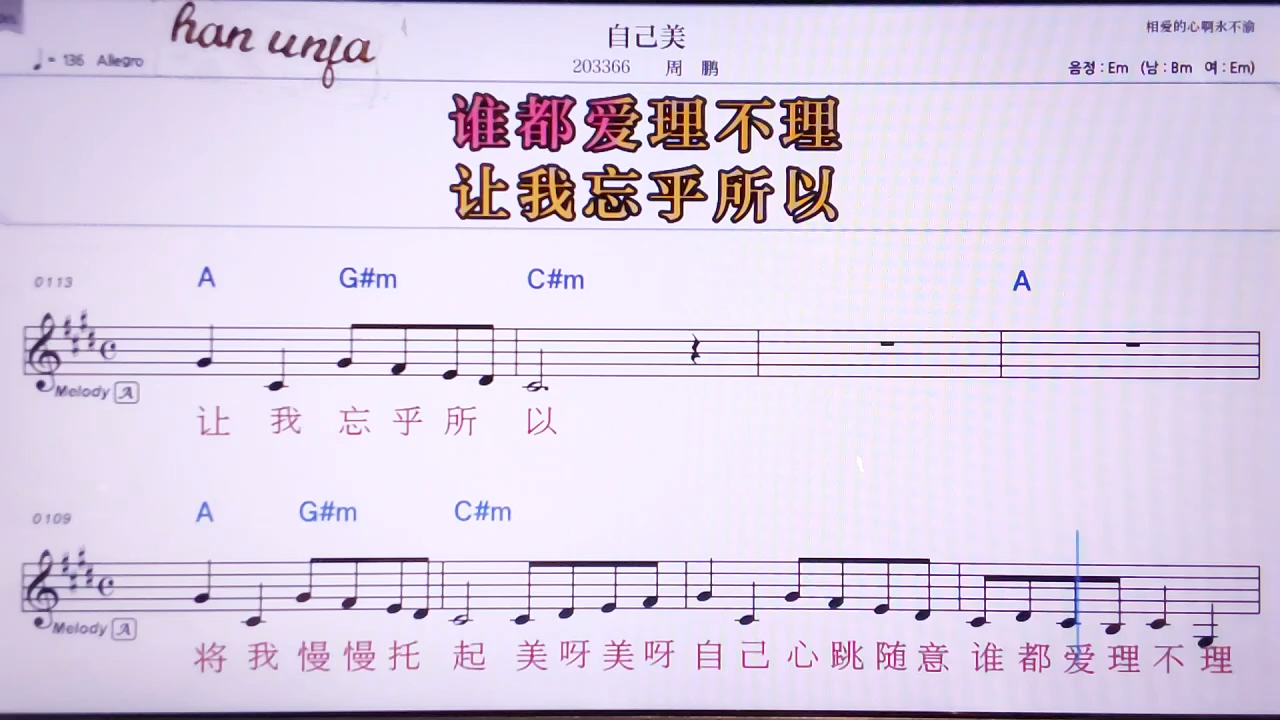 han unfa
自己美
相爱的心啊永不渝
♩= 136 Allegro
203366 周 鹏
음정 : Em (남 : Bm 여 : Em)
谁都爱理不理
让我忘乎所以
0113
A G#m C#m A
Melody A
让 我 忘 乎 所 以
0109
A G#m C#m
Melody A
将 我 慢 慢 托 起 美 呀 美 呀 自 己 心 跳 随 意 谁 都 爱 理 不 理